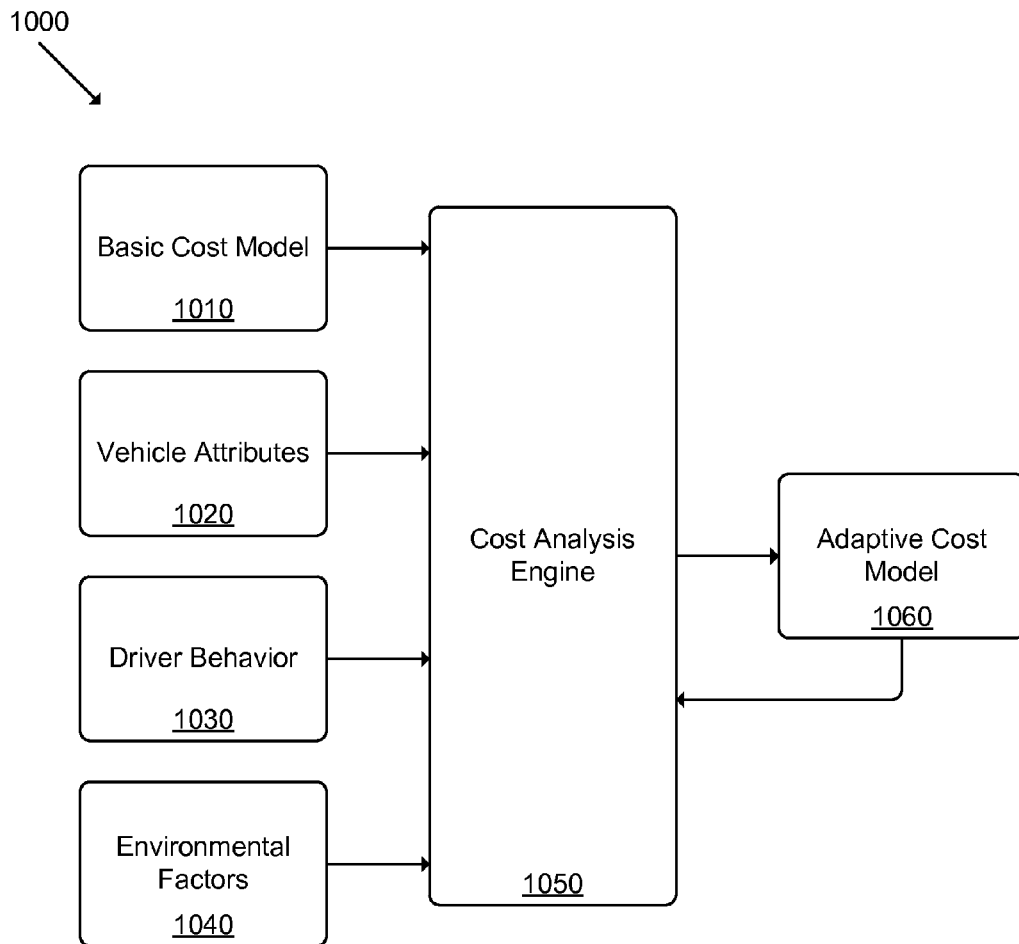 1000
Basic Cost Model
1010
Vehicle Attributes
1020
Driver Behavior
1030
Environmental
Factors
1040
Cost Analysis
Engine
1050
Adaptive Cost
Model
1060